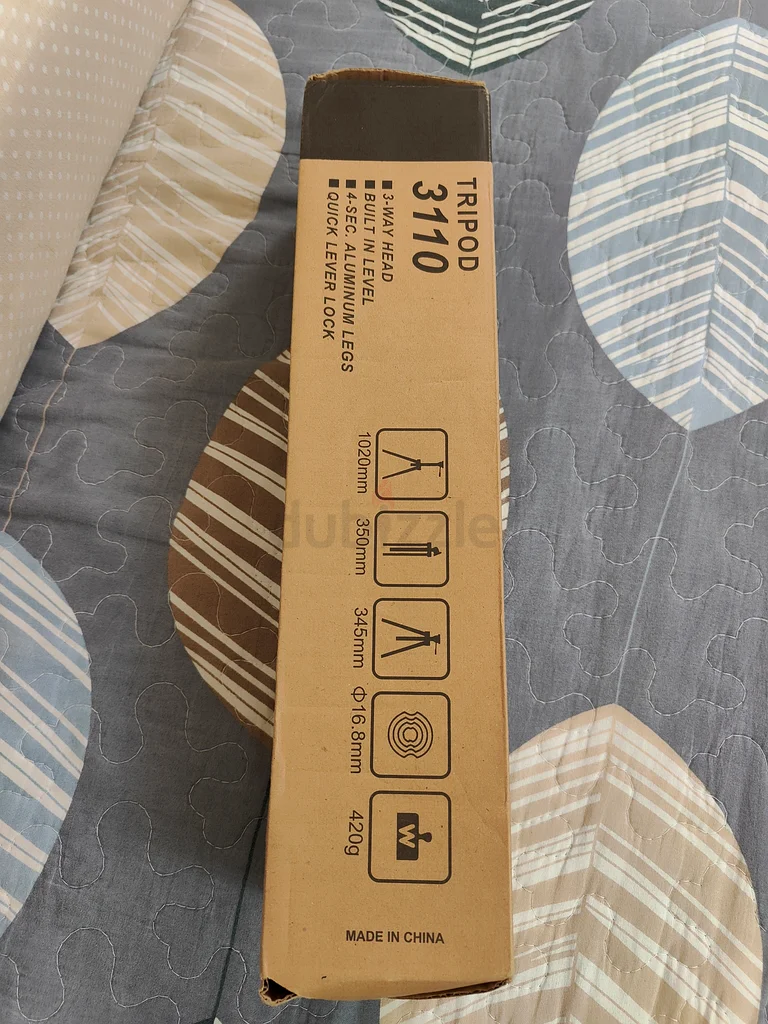 TRIPOD
3110
■ 3-WAY HEAD
■ BUILT IN LEVEL
■ 4-SEC. ALUMINUM LEGS
■ QUICK LEVER LOCK
1020mm
350mm
345mm
Φ16.8mm
W
420g
MADE IN CHINA
dubizzle